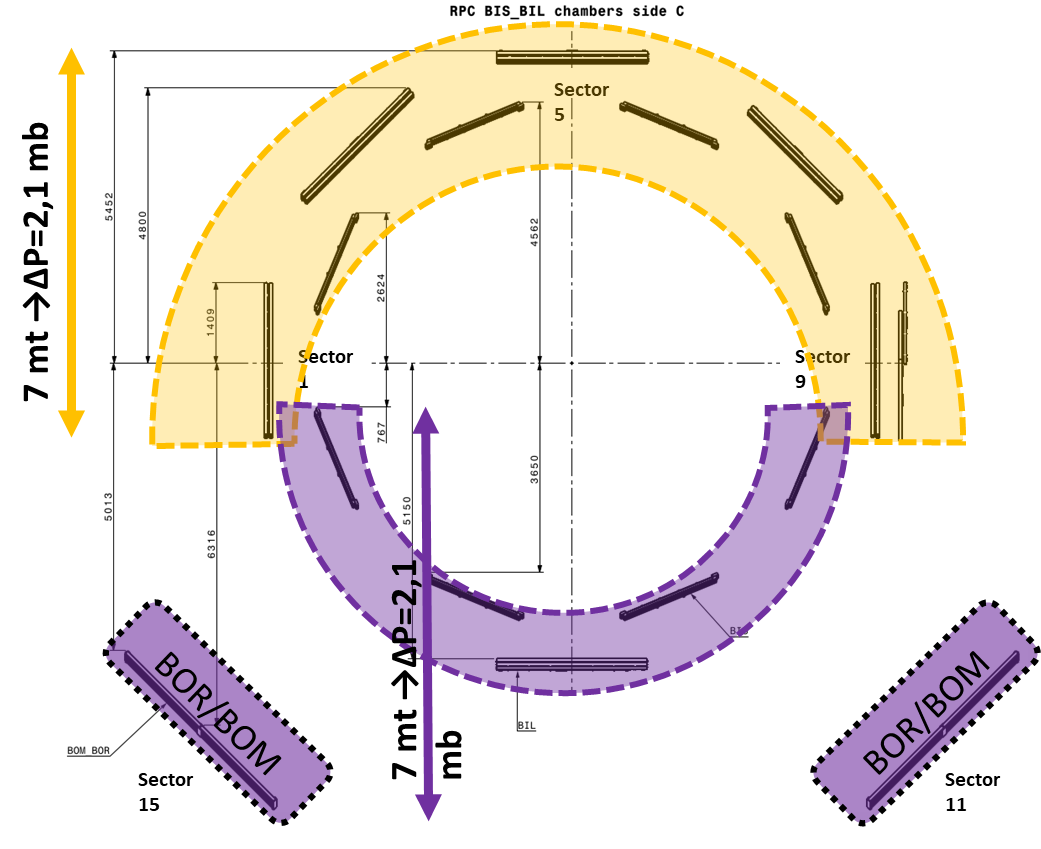 RPC BIS_BIL chambers side C
7 mt →ΔP=2,1 mb
5452
4800
Sector
5
4562
2624
1409
Sector
1
Sector
9
767
3650
5013
5150
6316
7 mt →ΔP=2,1
mb
BIS
BIL
BOR/BOM
BOM_BOR
Sector
15
BOR/BOM
Sector
11